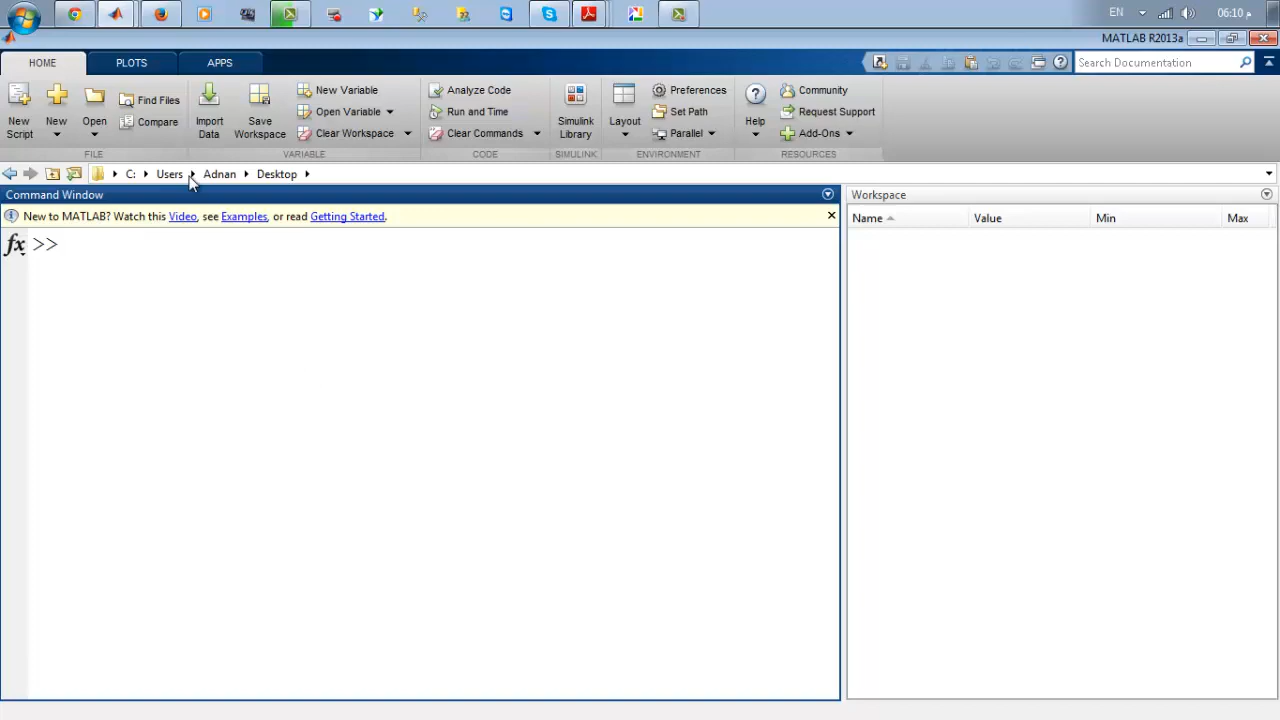 EN
06:10 م
MATLAB R2013a
HOME
PLOTS
APPS
Search Documentation
New Script
New
Open
Find Files
Compare
FILE
Import Data
Save Workspace
New Variable
Open Variable
Clear Workspace
VARIABLE
Analyze Code
Run and Time
Clear Commands
CODE
Simulink Library
SIMULINK
Layout
Preferences
Set Path
Parallel
ENVIRONMENT
Help
Community
Request Support
Add-Ons
RESOURCES
C: Users Adnan Desktop
Command Window
New to MATLAB? Watch this Video, see Examples, or read Getting Started.
fx >>
Workspace
Name Value Min Max